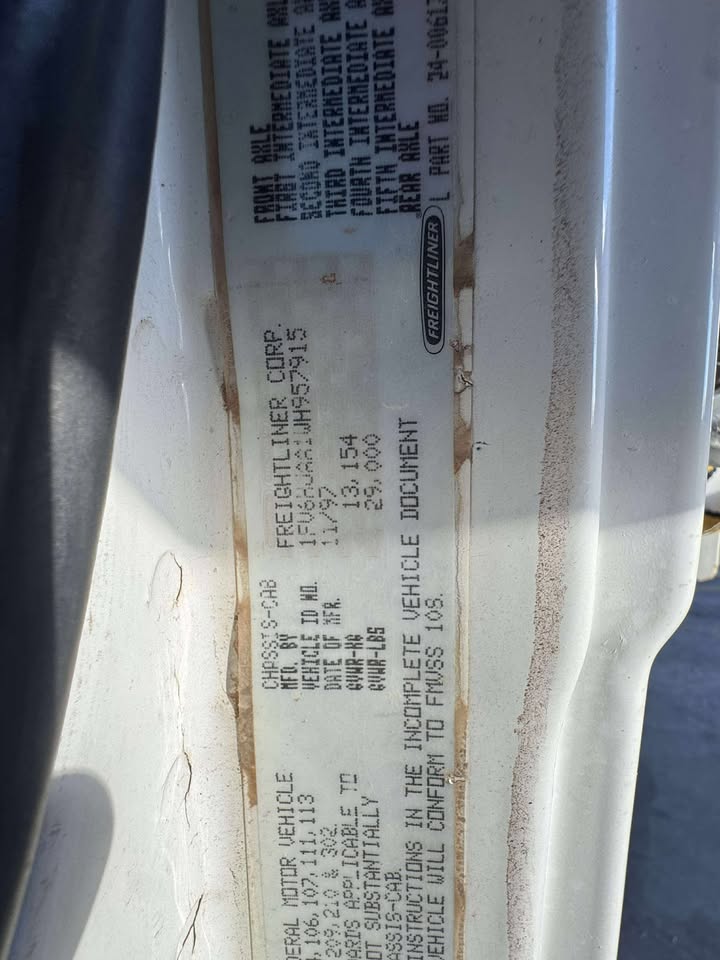 DERAL MOTOR VEHICLE
, 106, 107, 111, 113
209, 210 & 302.
ARDS APPLICABLE TO
OT SUBSTANTIALLY
ASSIS-CAB.
INSTRUCTIONS IN THE INCOMPLETE VEHICLE DOCUMENT
VEHICLE WILL CONFORM TO FMVSS 108.
CHASSIS-CAB
MFD. BY FREIGHTLINER CORP.
VEHICLE ID NO. 1FV6HJAA1WH957915
DATE OF MFR. 11/97
GVWR-KG 13,154
GVWR-LBS 29,000
FREIGHTLINER
FRONT AXLE
FIRST INTERMEDIATE AXL
SECOND INTERMEDIATE AX
THIRD INTERMEDIATE AX
FOURTH INTERMEDIATE A
FIFTH INTERMEDIATE AX
REAR AXLE
L PART NO. 24-00617